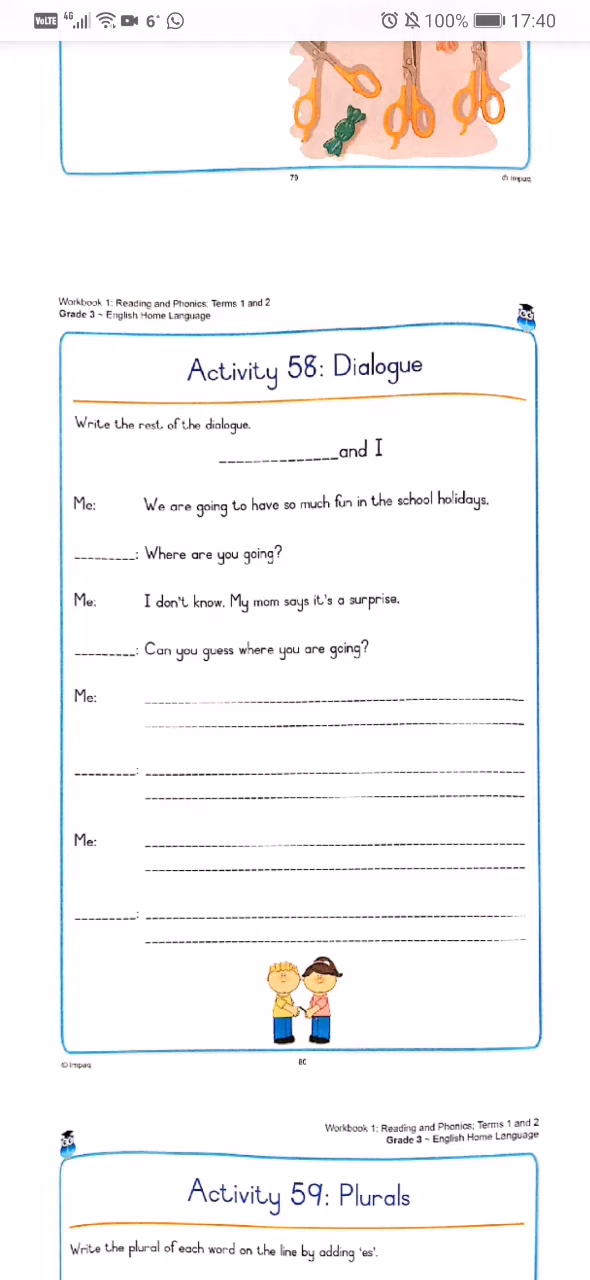 VoLTE 4G 6° 100% 17:40
79
© Impaq
Workbook 1: Reading and Phonics: Terms 1 and 2
Grade 3 ~ English Home Language
Activity 58: Dialogue
Write the rest of the dialogue.
______________and I
Me: We are going to have so much fun in the school holidays.
_________: Where are you going?
Me: I don't know. My mom says it's a surprise.
_________: Can you guess where you are going?
Me:
_________:
Me:
_________:
© Impaq
80
Workbook 1: Reading and Phonics; Terms 1 and 2
Grade 3 ~ English Home Language
Activity 59: Plurals
Write the plural of each word on the line by adding 'es'.